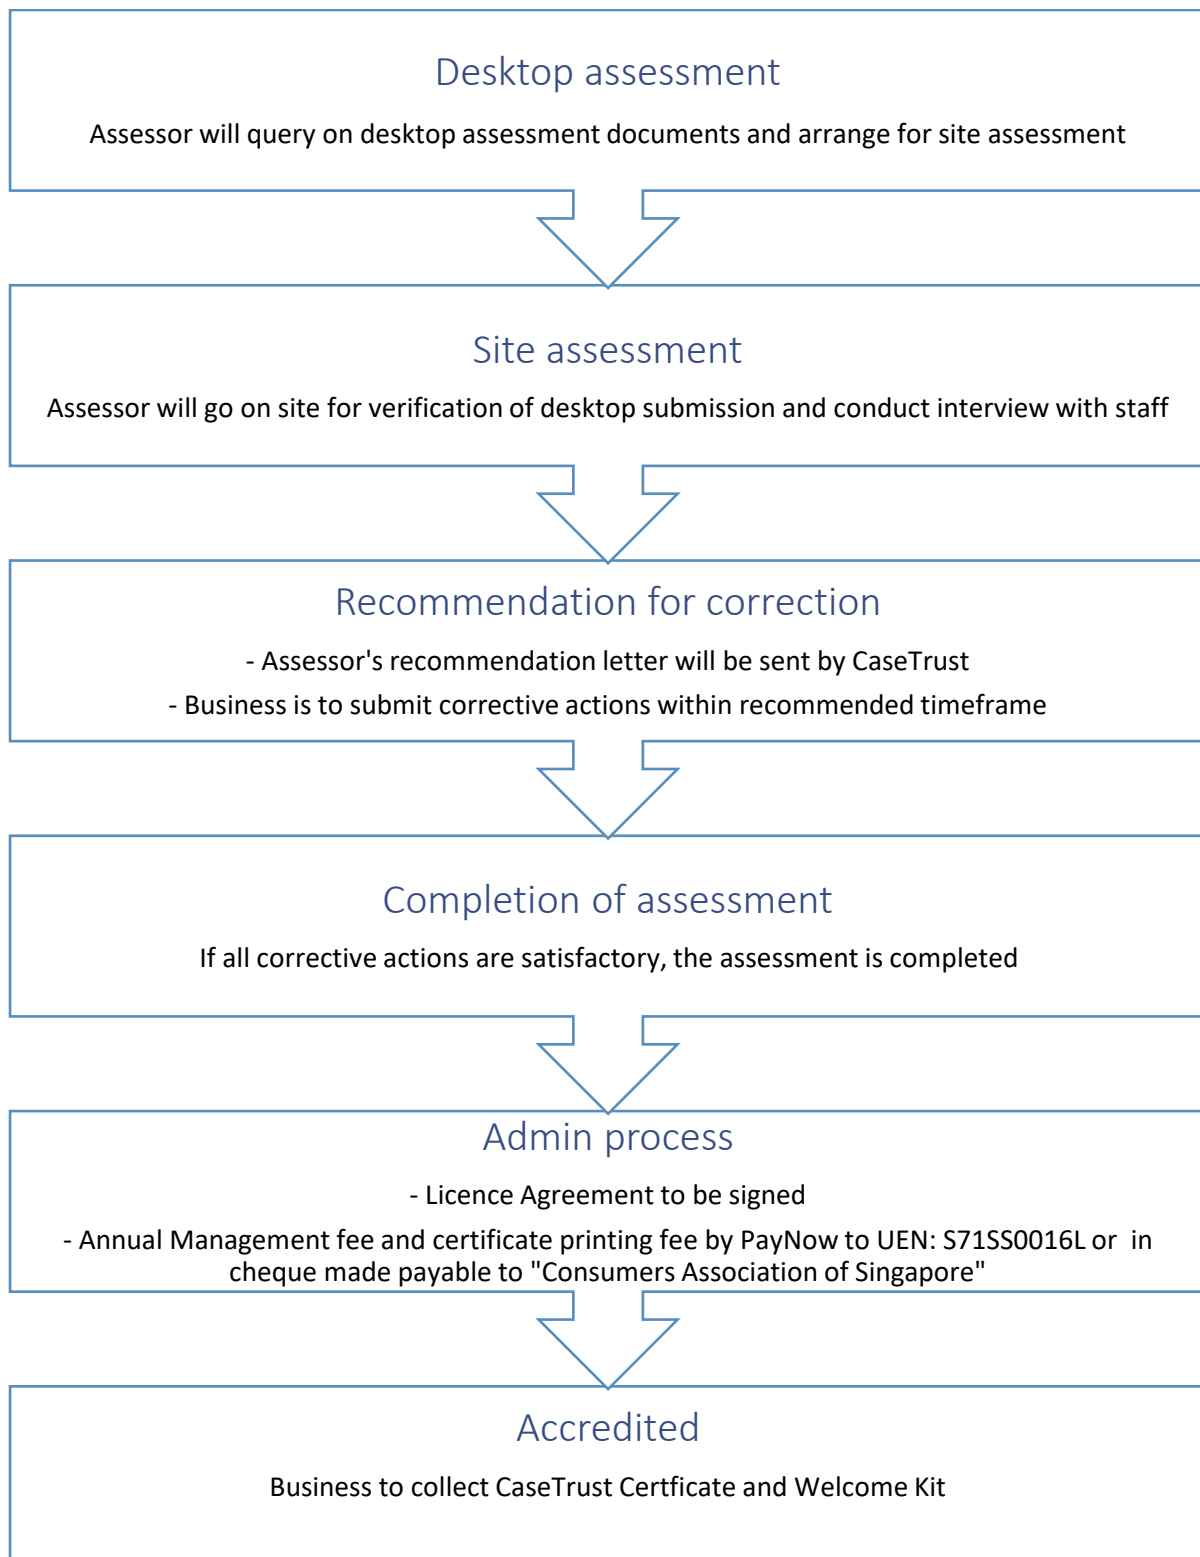 Desktop assessment
Assessor will query on desktop assessment documents and arrange for site assessment
Site assessment
Assessor will go on site for verification of desktop submission and conduct interview with staff
Recommendation for correction
- Assessor's recommendation letter will be sent by CaseTrust
- Business is to submit corrective actions within recommended timeframe
Completion of assessment
If all corrective actions are satisfactory, the assessment is completed
Admin process
- Licence Agreement to be signed
- Annual Management fee and certificate printing fee by PayNow to UEN: S71SS0016L or  in
cheque made payable to "Consumers Association of Singapore"
Accredited
Business to collect CaseTrust Certficate and Welcome Kit